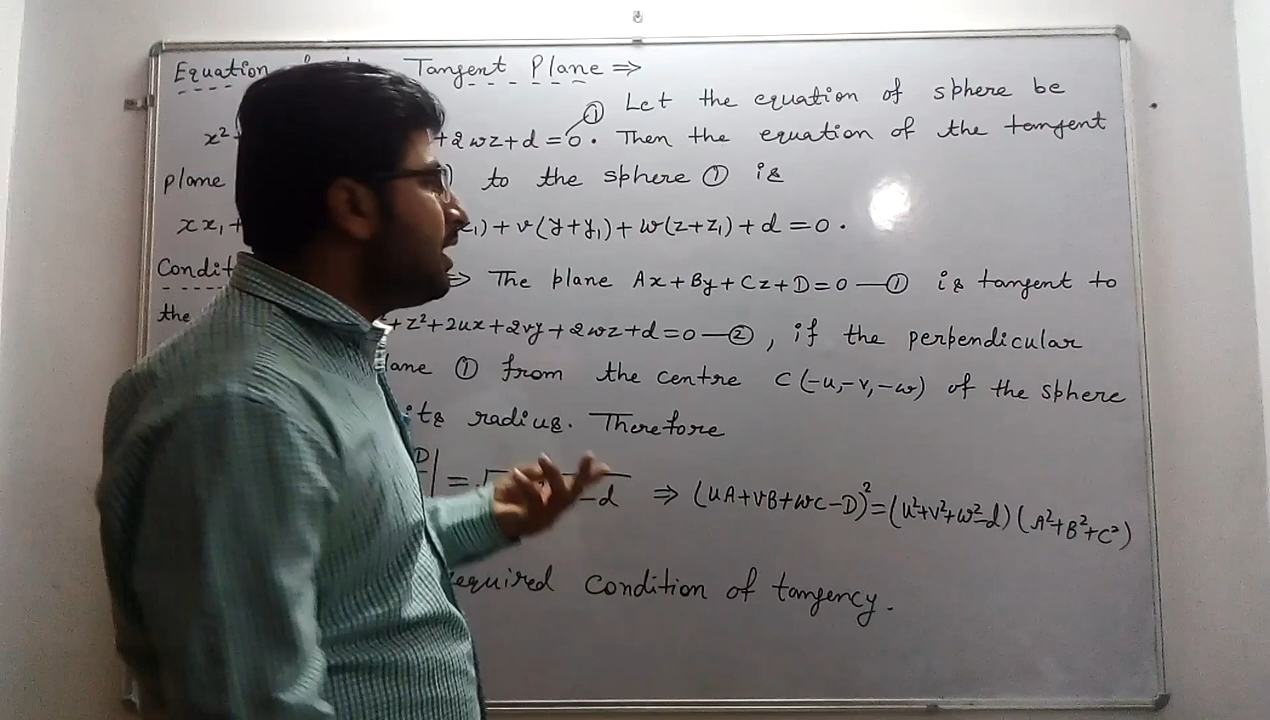 Equation Tangent Plane ⇒
① Let the equation of sphere be
x²+ +2wz+d=0. Then the equation of the tangent
plane to the sphere ① is
xx₁+ )+v(y+y₁)+w(z+z₁)+d=0.
⇒ The plane Ax+By+Cz+D=0—① is tangent to
the +z²+2ux+2vy+2wz+d=0—②, if the perpendicular
① from the centre C(-u,-v,-w) of the sphere
its radius. Therefore
D| = √ -d ⇒ (uA+vB+wC-D)²=(u²+v²+w²-d)(A²+B²+C²)
condition of tangency.